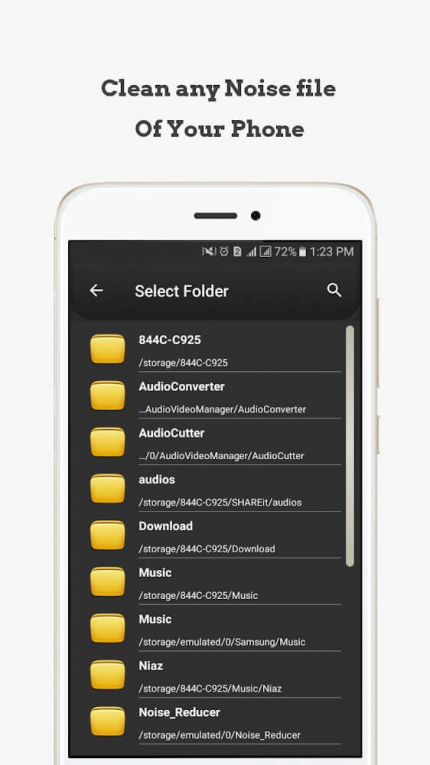 Clean any Noise file
Of Your Phone
72% 1:23 PM
Select Folder
844C-C925
/storage/844C-C925
AudioConverter
...AudioVideoManager/AudioConverter
AudioCutter
.../0/AudioVideoManager/AudioCutter
audios
/storage/844C-C925/SHAREit/audios
Download
/storage/844C-C925/Download
Music
/storage/844C-C925/Music
Music
/storage/emulated/0/Samsung/Music
Niaz
/storage/844C-C925/Music/Niaz
Noise_Reducer
/storage/emulated/0/Noise_Reducer